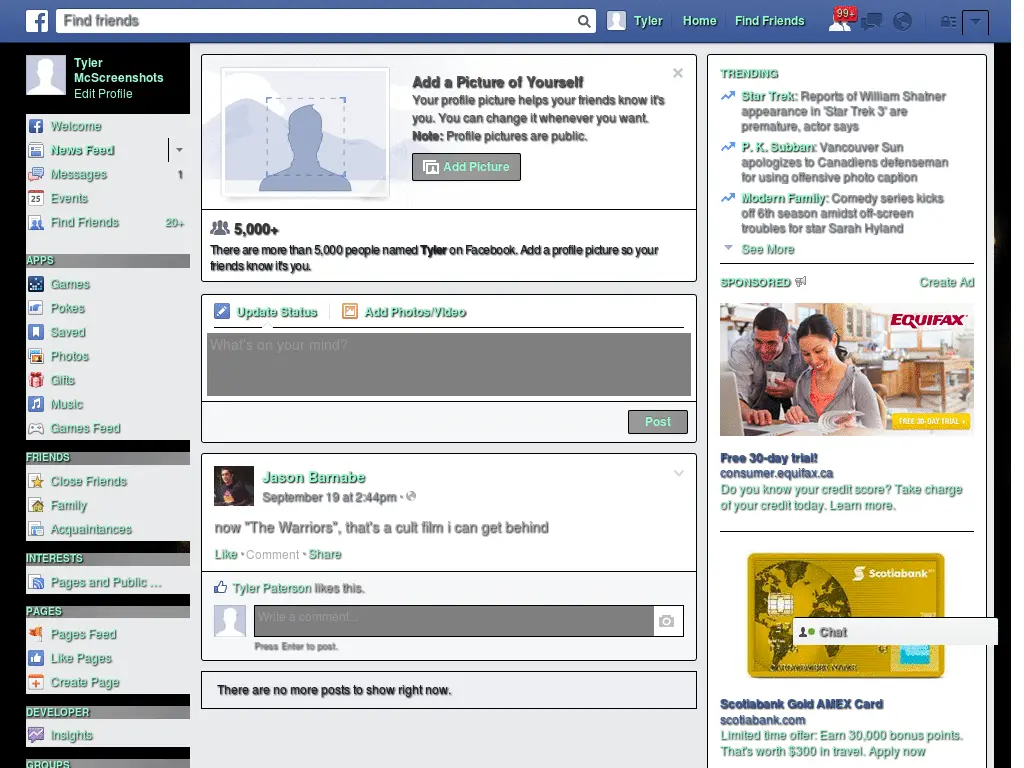 Find friends
Tyler
Home
Find Friends
99+
Tyler
McScreenshots
Edit Profile
Welcome
News Feed
Messages 1
25 Events
Find Friends 20+
APPS
Games
Pokes
Saved
Photos
Gifts
Music
Games Feed
FRIENDS
Close Friends
Family
Acquaintances
INTERESTS
Pages and Public ...
PAGES
Pages Feed
Like Pages
Create Page
DEVELOPER
Insights
GROUPS
Add a Picture of Yourself
Your profile picture helps your friends know it's
you. You can change it whenever you want.
Note: Profile pictures are public.
Add Picture
5,000+
There are more than 5,000 people named Tyler on Facebook. Add a profile picture so your
friends know it's you.
Update Status
Add Photos/Video
What's on your mind?
Post
Jason Barnabe
September 19 at 2:44pm ·
now "The Warriors", that's a cult film i can get behind
Like · Comment · Share
Tyler Paterson likes this.
Write a comment...
Press Enter to post.
There are no more posts to show right now.
TRENDING
Star Trek: Reports of William Shatner
appearance in 'Star Trek 3' are
premature, actor says
P. K. Subban: Vancouver Sun
apologizes to Canadiens defenseman
for using offensive photo caption
Modern Family: Comedy series kicks
off 6th season amidst off-screen
troubles for star Sarah Hyland
See More
SPONSORED
Create Ad
EQUIFAX
FREE 30-DAY TRIAL
Free 30-day trial!
consumer.equifax.ca
Do you know your credit score? Take charge
of your credit today. Learn more.
Scotiabank
Chat
Scotiabank Gold AMEX Card
scotiabank.com
Limited time offer: Earn 30,000 bonus points.
That's worth $300 in travel. Apply now